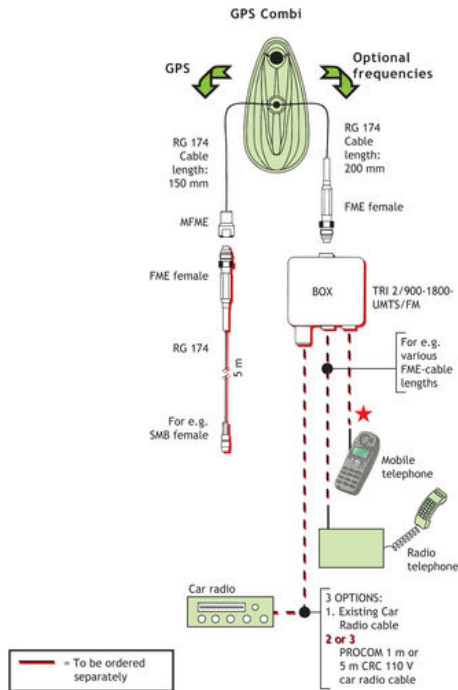 GPS Combi
GPS
Optional
frequencies
RG 174
Cable
length:
150 mm
RG 174
Cable
length:
200 mm
MFME
FME female
FME female
BOX
TRI 2/900-1800-
UMTS/FM
RG 174
5 m
For e.g.
various
FME-cable
lengths
For e.g.
SMB female
Mobile
telephone
Radio
telephone
Car radio
3 OPTIONS:
1. Existing Car
Radio cable
2 or 3
PROCOM 1 m or
5 m CRC 110 V
car radio cable
= To be ordered
separately